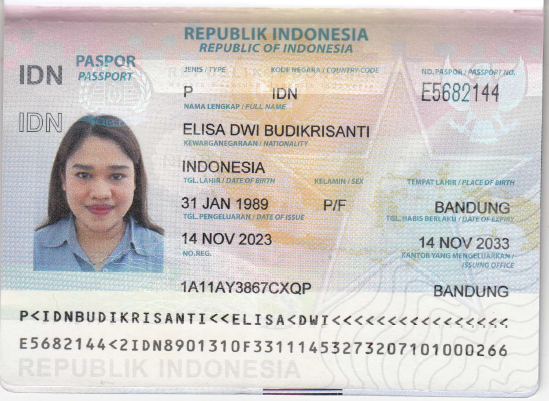 REPUBLIK INDONESIA
REPUBLIC OF INDONESIA
IDN
PASPOR
PASSPORT
JENIS / TYPE
KODE NEGARA / COUNTRY CODE
NO. PASPOR / PASSPORT NO.
P
IDN
E5682144
IDN
NAMA LENGKAP / FULL NAME
ELISA DWI BUDIKRISANTI
KEWARGANEGARAAN / NATIONALITY
INDONESIA
TGL. LAHIR / DATE OF BIRTH
KELAMIN / SEX
TEMPAT LAHIR / PLACE OF BIRTH
31 JAN 1989
P/F
BANDUNG
TGL. PENGELUARAN / DATE OF ISSUE
TGL. HABIS BERLAKU / DATE OF EXPIRY
14 NOV 2023
14 NOV 2033
NO. REG.
KANTOR YANG MENGELUARKAN /
ISSUING OFFICE
1A11AY3867CXQP
BANDUNG
P<IDNBUDIKRISANTI<<ELISA<DWI<<<<<<<<<<<<<<<<
E5682144<2IDN8901310F3311145327320710100026​6
REPUBLIK INDONESIA